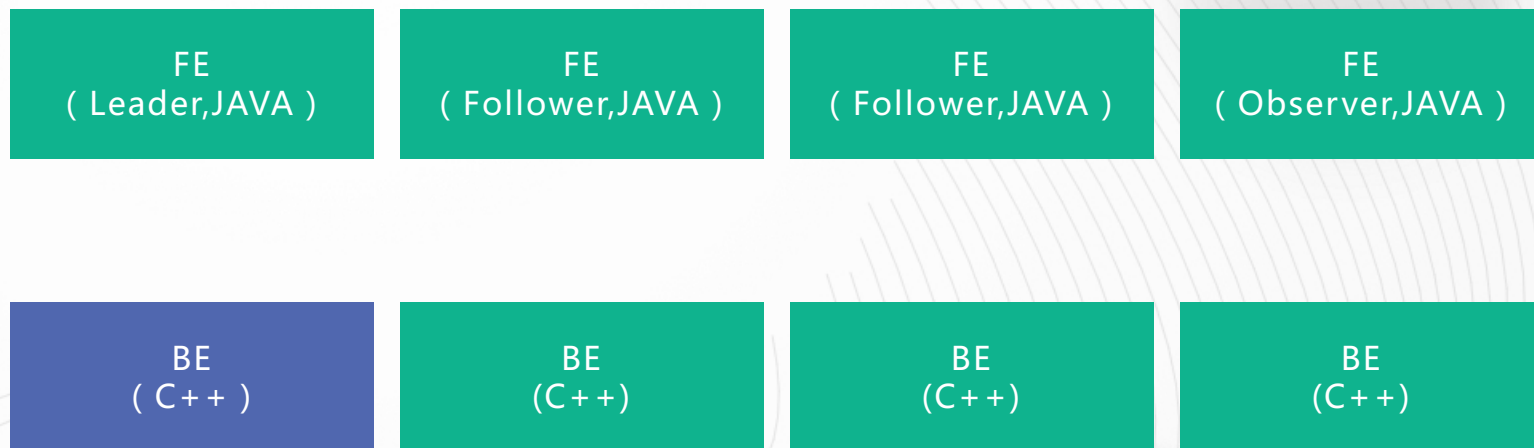 FE
( Leader,JAVA )
FE
( Follower,JAVA )
FE
( Follower,JAVA )
FE
( Observer,JAVA )
BE
( C++ )
BE
(C++)
BE
(C++)
BE
(C++)